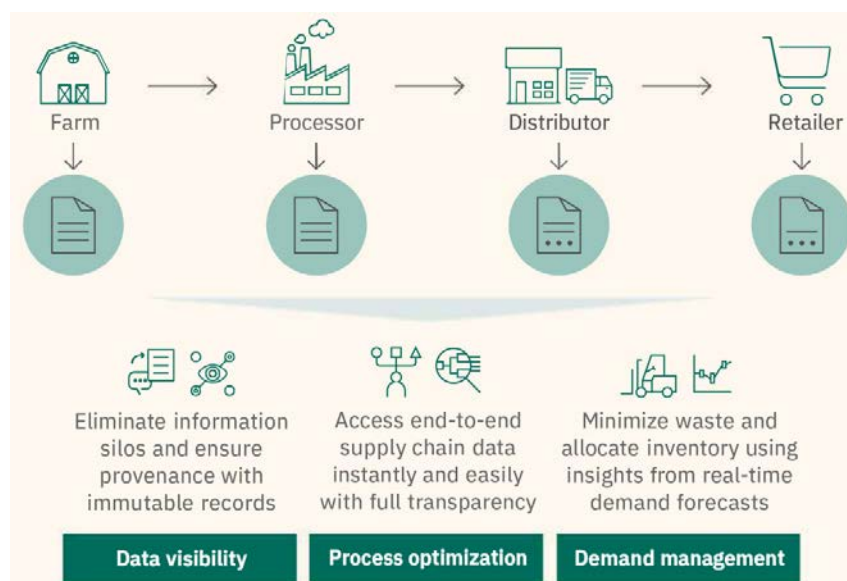 Farm
Processor
Distributor
Retailer
Eliminate information
silos and ensure
provenance with
immutable records
Access end-to-end
supply chain data
instantly and easily
with full transparency
Minimize waste and
allocate inventory using
insights from real-time
demand forecasts
Data visibility
Process optimization
Demand management